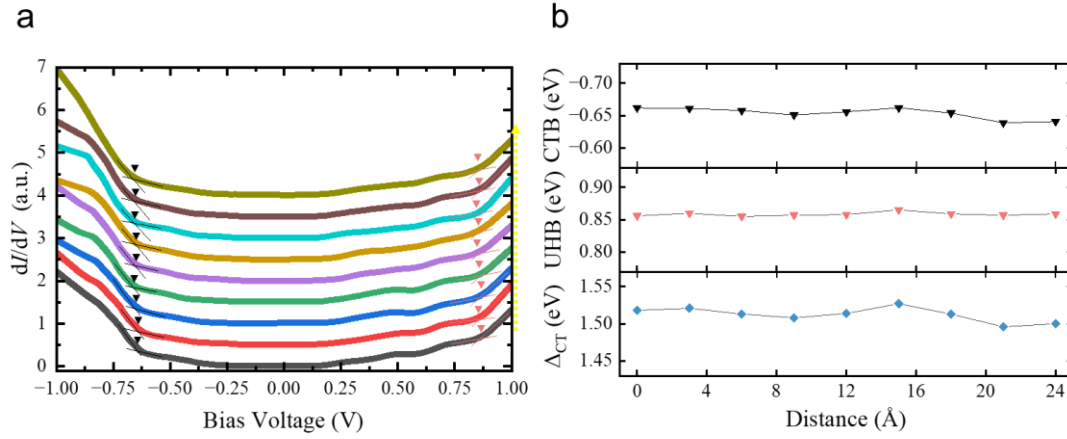 a
b
dI/dV (a.u.)
7
6
5
4
3
2
1
0
−1.00 −0.75 −0.50 −0.25 0.00 0.25 0.50 0.75 1.00
Bias Voltage (V)
CTB (eV)
−0.70
−0.65
−0.60
UHB (eV)
0.90
0.85
0.80
Δ_CT (eV)
1.55
1.50
1.45
0 4 8 12 16 20 24
Distance (Å)